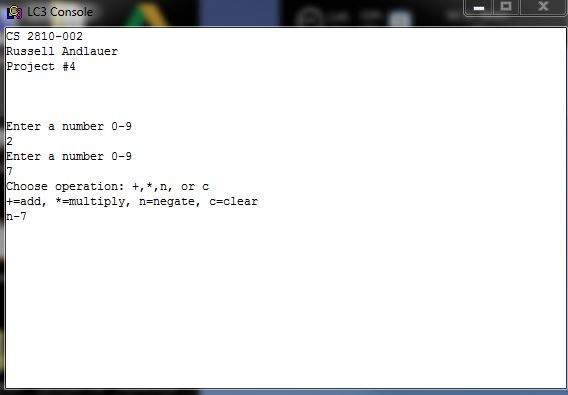 LC3 Console
CS 2810-002
Russell Andlauer
Project #4
Enter a number 0-9
2
Enter a number 0-9
7
Choose operation: +,*,n, or c
+=add, *=multiply, n=negate, c=clear
n-7